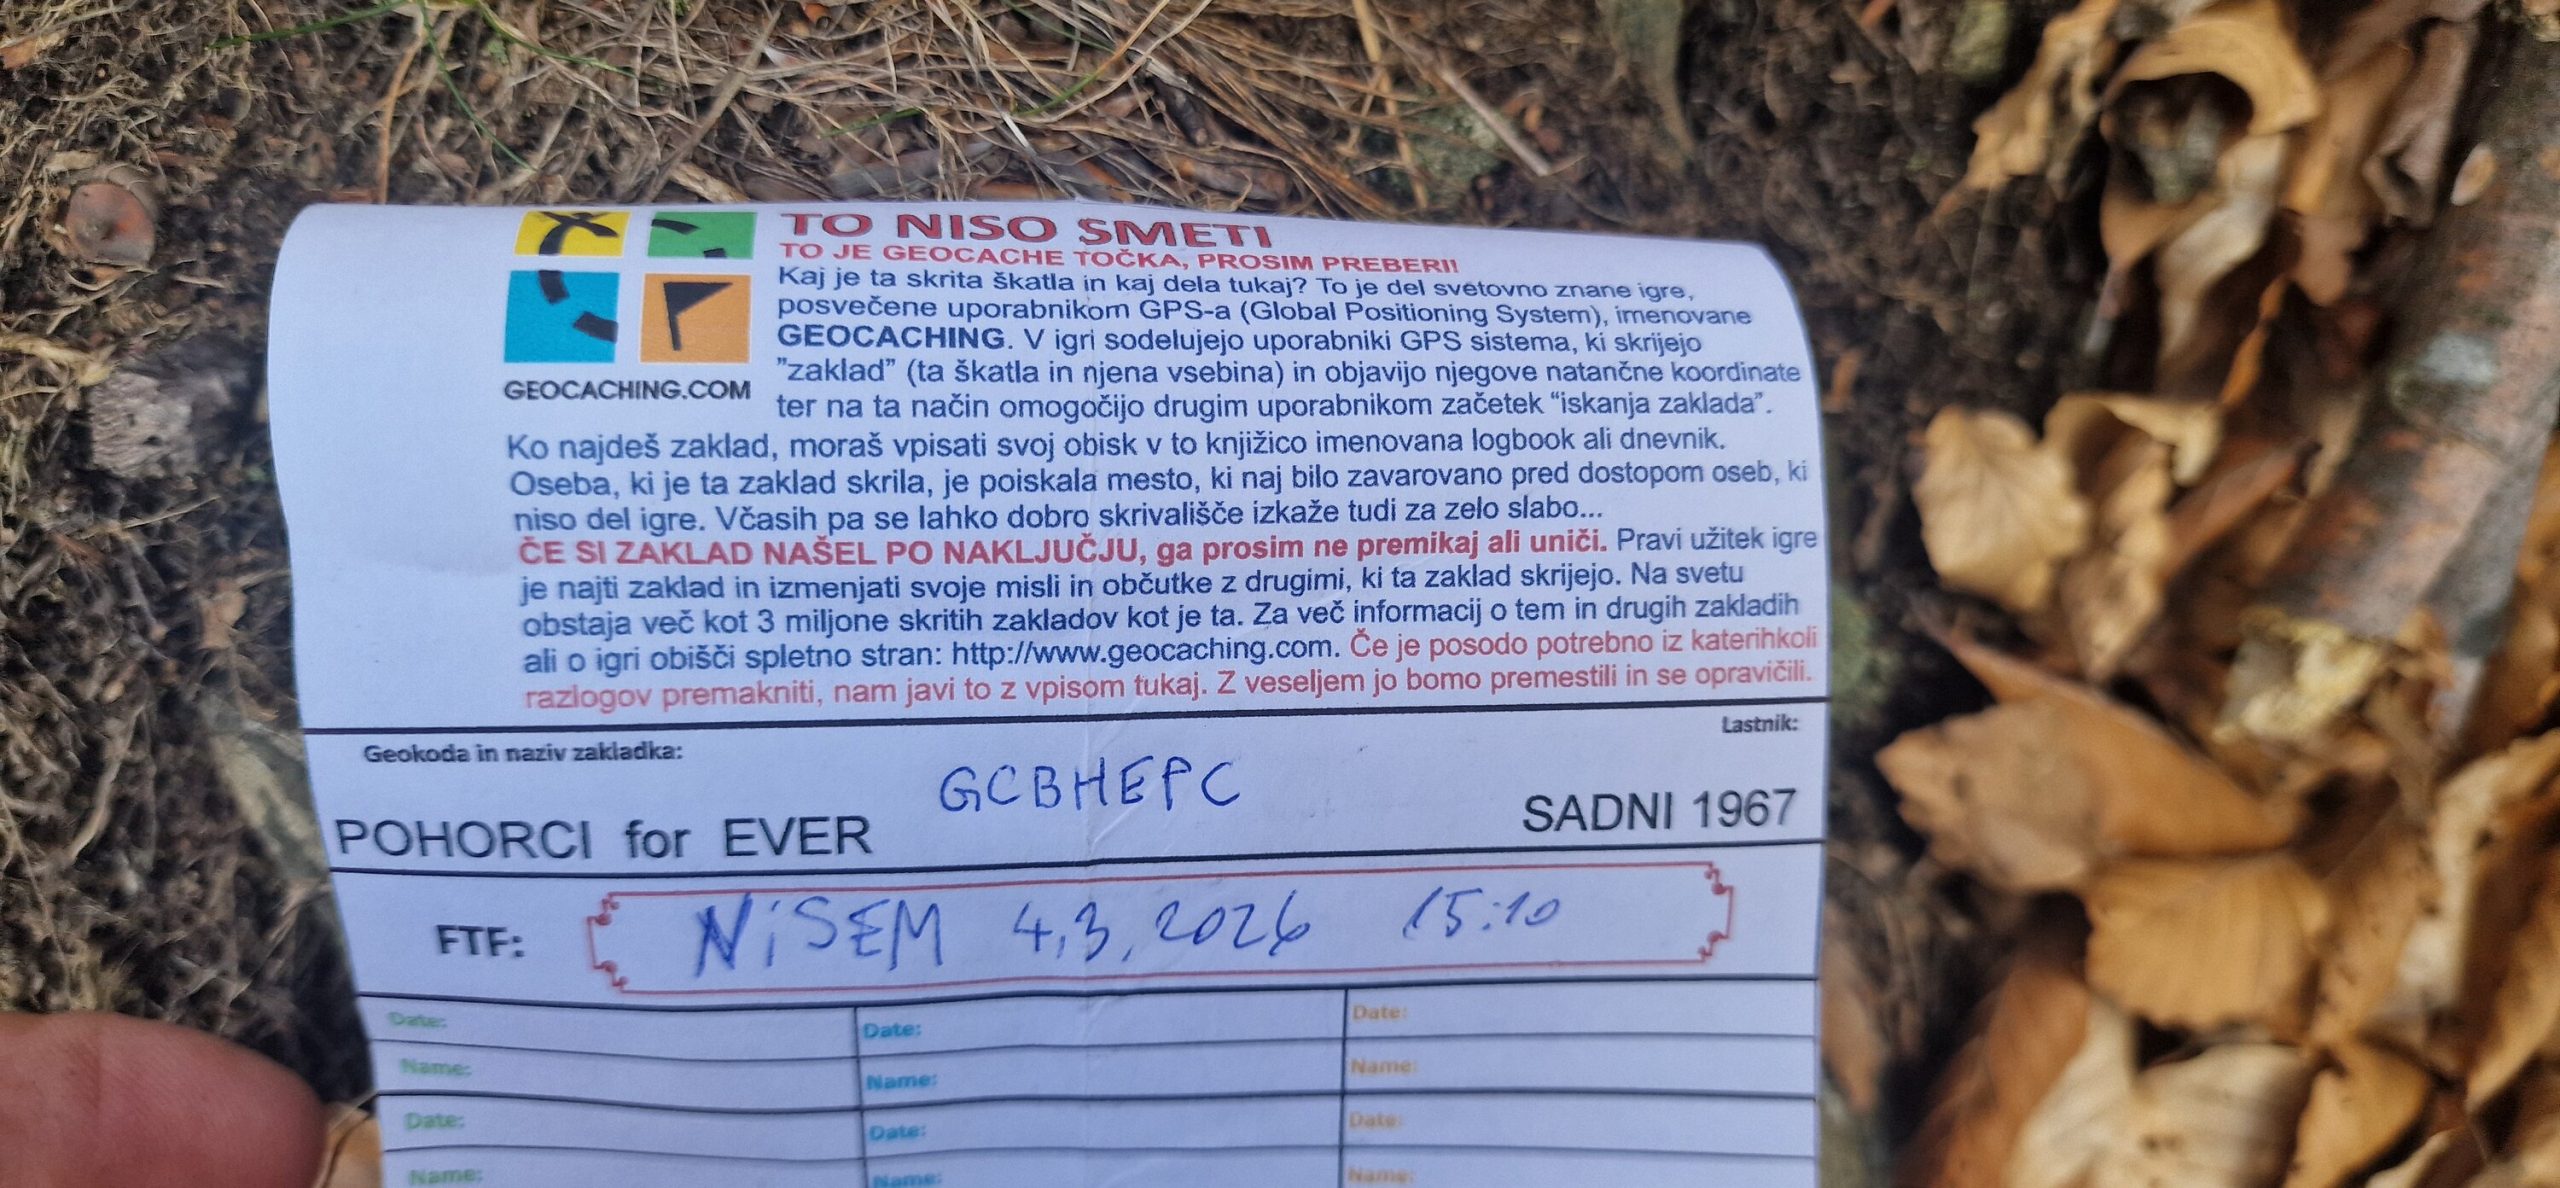 TO NISO SMETI
TO JE GEOCACHE TOČKA, PROSIM PREBERI!
Kaj je ta skrita škatla in kaj dela tukaj? To je del svetovno znane igre,
posvečene uporabnikom GPS-a (Global Positioning System), imenovane
GEOCACHING. V igri sodelujejo uporabniki GPS sistema, ki skrijejo
"zaklad" (ta škatla in njena vsebina) in objavijo njegove natančne koordinate
GEOCACHING.COM
ter na ta način omogočijo drugim uporabnikom začetek “iskanja zaklada”.
Ko najdeš zaklad, moraš vpisati svoj obisk v to knjižico imenovana logbook ali dnevnik.
Oseba, ki je ta zaklad skrila, je poiskala mesto, ki naj bilo zavarovano pred dostopom oseb, ki
niso del igre. Včasih pa se lahko dobro skrivališče izkaže tudi za zelo slabo...
ČE SI ZAKLAD NAŠEL PO NAKLJUČJU, ga prosim ne premikaj ali uniči. Pravi užitek igre
je najti zaklad in izmenjati svoje misli in občutke z drugimi, ki ta zaklad skrijejo. Na svetu
obstaja več kot 3 miljone skritih zakladov kot je ta. Za več informacij o tem in drugih zakladih
ali o igri obišči spletno stran: http://www.geocaching.com. Če je posodo potrebno iz katerihkoli
razlogov premakniti, nam javi to z vpisom tukaj. Z veseljem jo bomo premestili in se opravičili.
Geokoda in naziv zakladka:
Lastnik:
GCBHEPC
POHORCI for EVER
SADNI 1967
FTF: NiSEM 4.3.2026 15:10
Date: Date: Date:
Name: Name: Name:
Date: Date: Date:
Name: Name: Name: